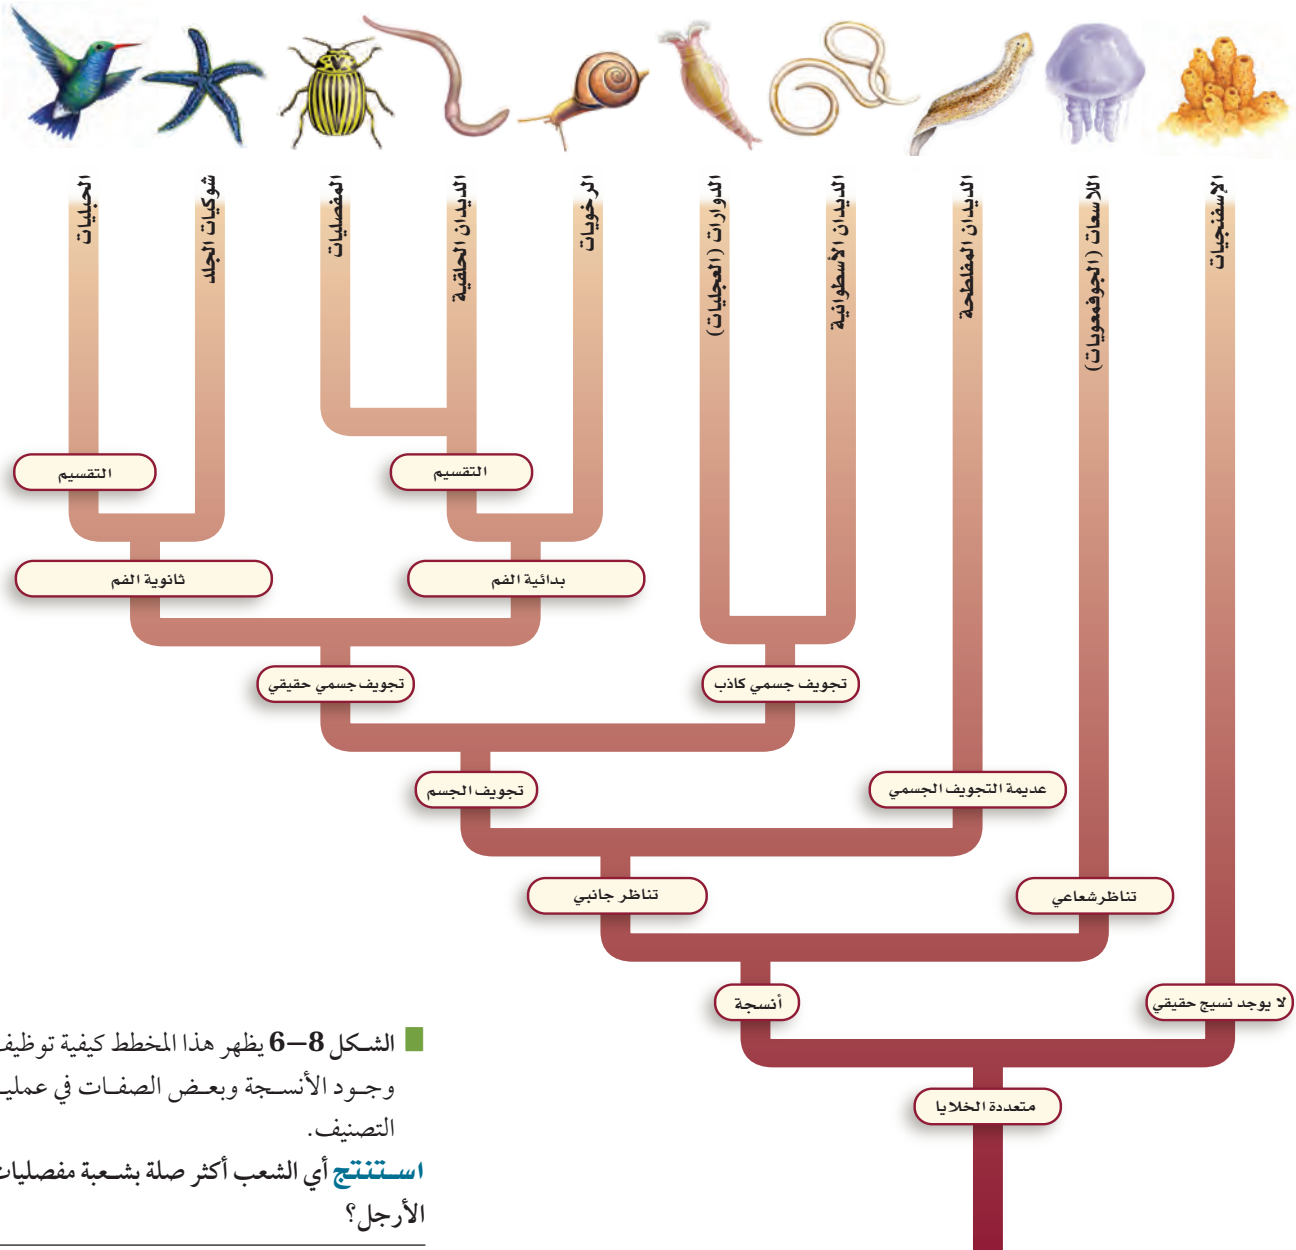 الإسفنجيات
اللاسعات (الجوفمعويات)
الديدان المفلطحة
الديدان الأسطوانية
الدوارات (العجليات)
الرخويات
الديدان الحلقية
المفصليات
شوكيات الجلد
الحبليات
التقسيم
التقسيم
بدائية الفم
ثانوية الفم
تجويف جسمي كاذب
تجويف جسمي حقيقي
عديمة التجويف الجسمي
تجويف الجسم
تناظر شعاعي
تناظر جانبي
لا يوجد نسيج حقيقي
أنسجة
متعددة الخلايا
الشكل 8–6 يظهر هذا المخطط كيفية توظيف
وجود الأنسجة وبعض الصفات في عملي
التصنيف.
استنتج أي الشعب أكثر صلة بشعبة مفصليات
الأرجل؟